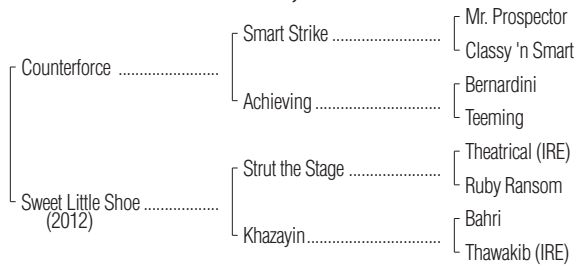 Mr. Prospector
Smart Strike ........................
Classy 'n Smart
Counterforce ......................
Bernardini
Achieving ............................
Teeming
Theatrical (IRE)
Strut the Stage ....................
Ruby Ransom
Sweet Little Shoe ................
(2012)
Bahri
Khazayin..............................
Thawakib (IRE)